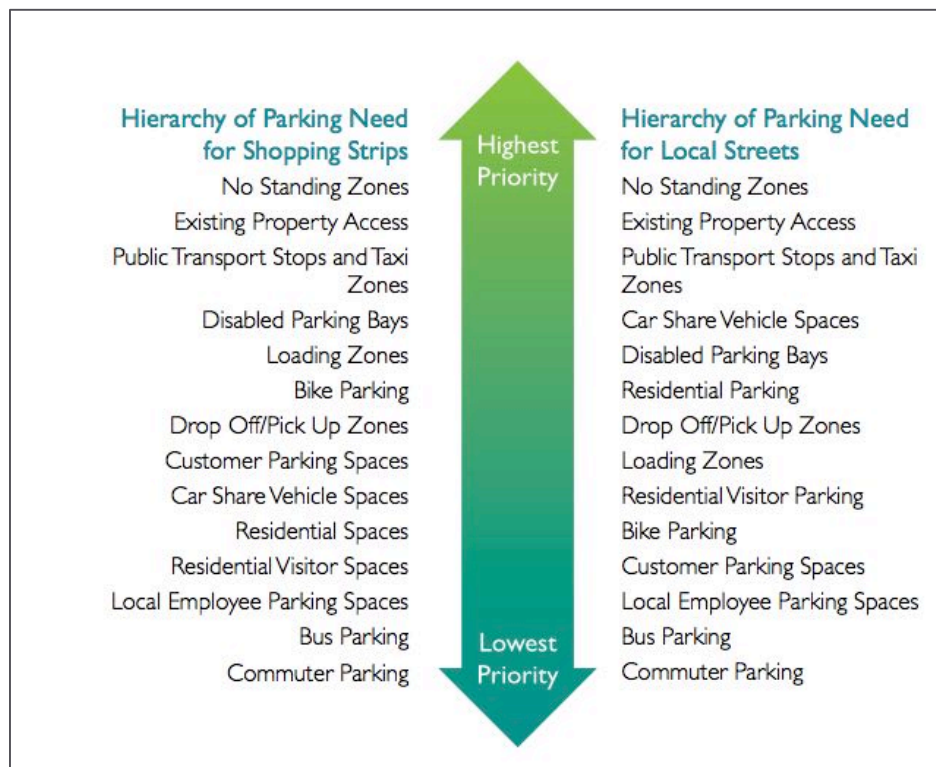 Hierarchy of Parking Need
for Shopping Strips
No Standing Zones
Existing Property Access
Public Transport Stops and Taxi
Zones
Disabled Parking Bays
Loading Zones
Bike Parking
Drop Off/Pick Up Zones
Customer Parking Spaces
Car Share Vehicle Spaces
Residential Spaces
Residential Visitor Spaces
Local Employee Parking Spaces
Bus Parking
Commuter Parking
Highest
Priority
Lowest
Priority
Hierarchy of Parking Need
for Local Streets
No Standing Zones
Existing Property Access
Public Transport Stops and Taxi
Zones
Car Share Vehicle Spaces
Disabled Parking Bays
Residential Parking
Drop Off/Pick Up Zones
Loading Zones
Residential Visitor Parking
Bike Parking
Customer Parking Spaces
Local Employee Parking Spaces
Bus Parking
Commuter Parking